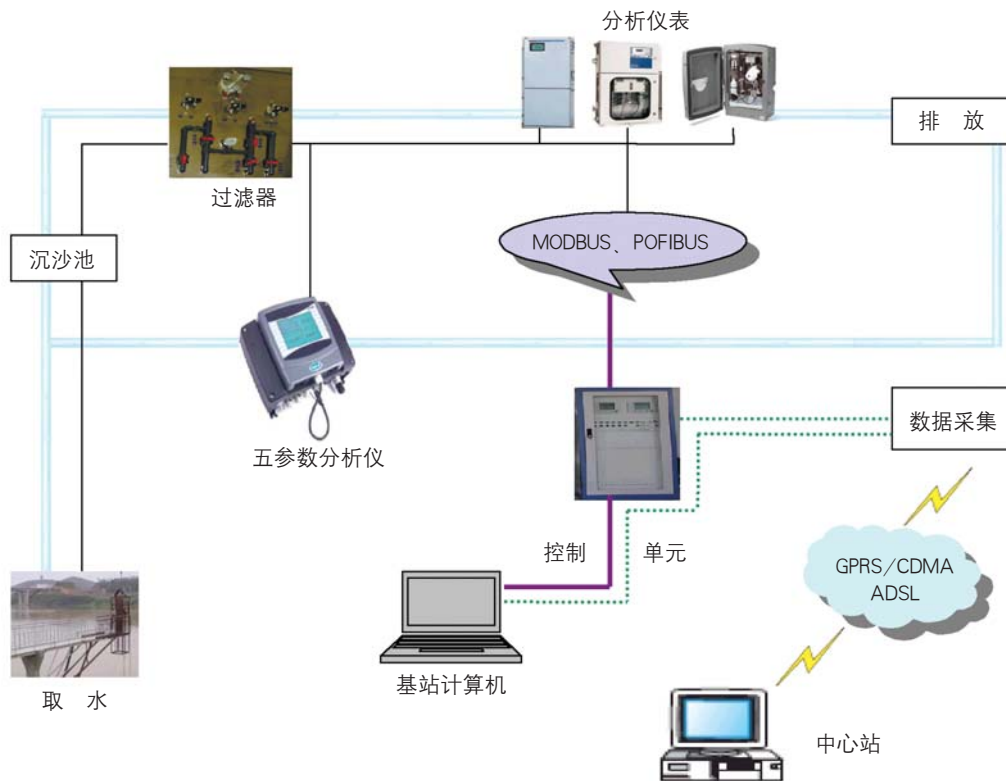 分析仪表
排 放
过滤器
沉沙池
MODBUS、POFIBUS
五参数分析仪
数据采集
控制 单元
GPRS/CDMA
ADSL
基站计算机
取 水
中心站